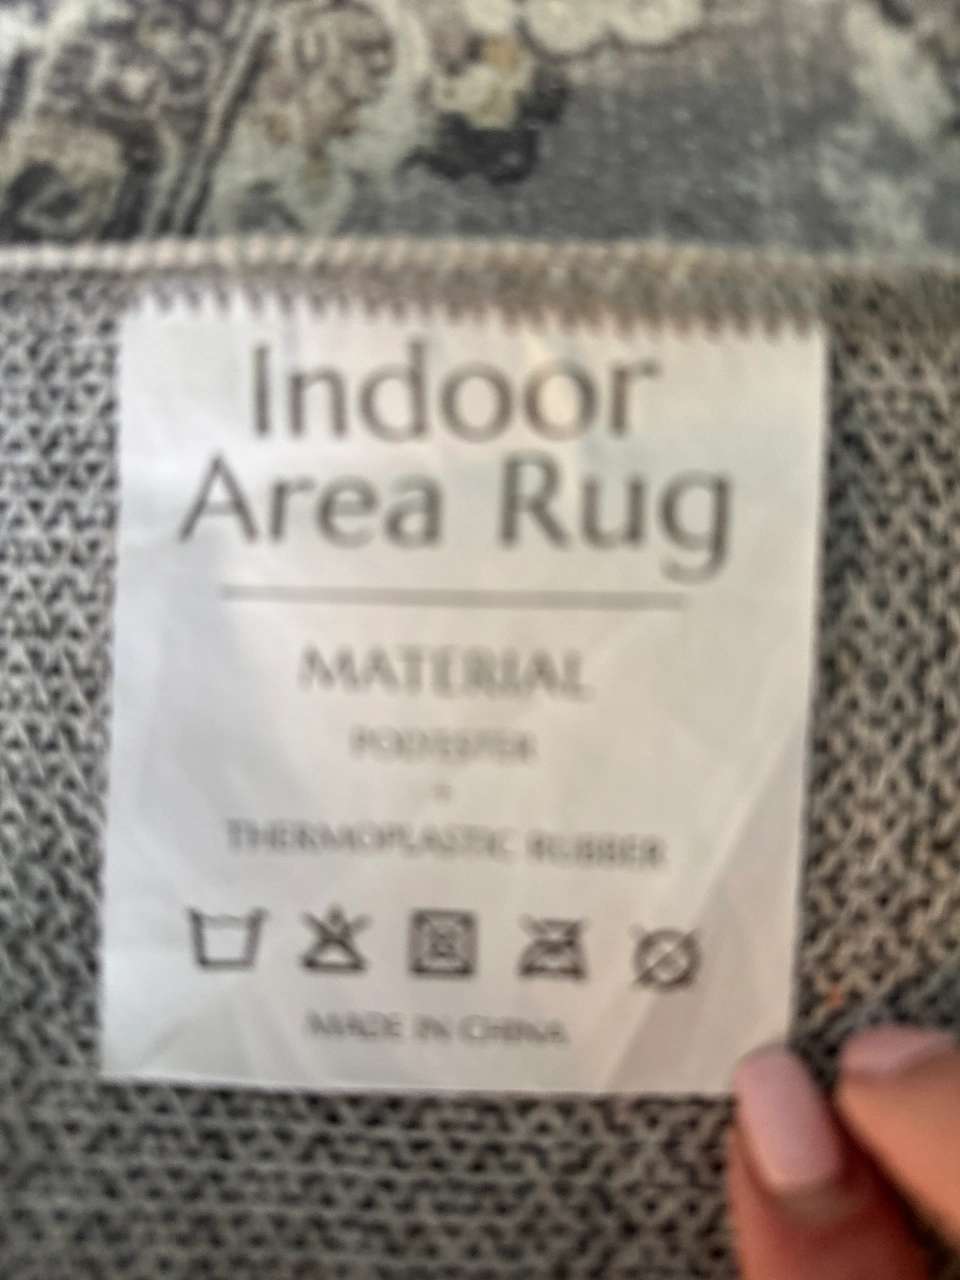 Indoor
Area Rug
MATERIAL
POLYESTER
+
THERMOPLASTIC RUBBER
MADE IN CHINA